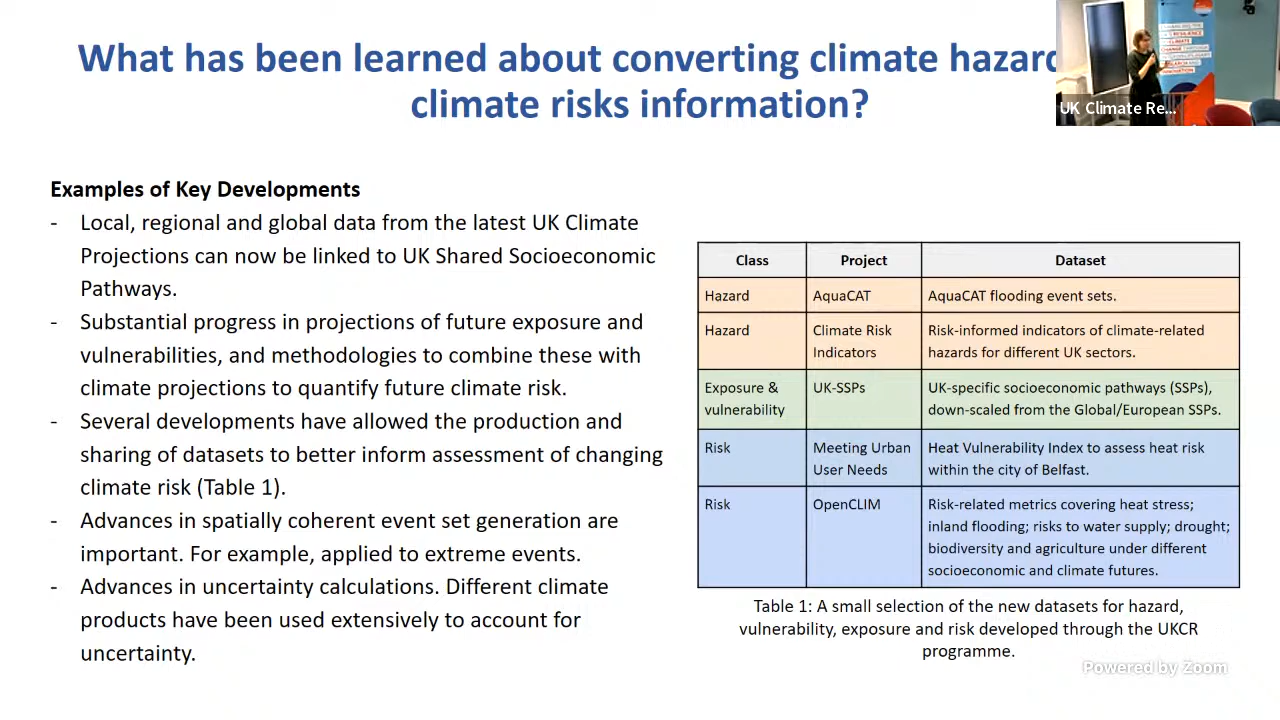 What has been learned about converting climate hazard
climate risks information?
UK Climate Re...
RESILIENCE
CLIMATE
Examples of Key Developments
- Local, regional and global data from the latest UK Climate
Projections can now be linked to UK Shared Socioeconomic
Pathways.
- Substantial progress in projections of future exposure and
vulnerabilities, and methodologies to combine these with
climate projections to quantify future climate risk.
- Several developments have allowed the production and
sharing of datasets to better inform assessment of changing
climate risk (Table 1).
- Advances in spatially coherent event set generation are
important. For example, applied to extreme events.
- Advances in uncertainty calculations. Different climate
products have been used extensively to account for
uncertainty.
Class Project Dataset
Hazard AquaCAT AquaCAT flooding event sets.
Hazard Climate Risk Risk-informed indicators of climate-related
Indicators hazards for different UK sectors.
Exposure & UK-SSPs UK-specific socioeconomic pathways (SSPs),
vulnerability down-scaled from the Global/European SSPs.
Risk Meeting Urban Heat Vulnerability Index to assess heat risk
User Needs within the city of Belfast.
Risk OpenCLIM Risk-related metrics covering heat stress;
inland flooding; risks to water supply; drought;
biodiversity and agriculture under different
socioeconomic and climate futures.
Table 1: A small selection of the new datasets for hazard,
vulnerability, exposure and risk developed through the UKCR
programme.
Powered by Zoom